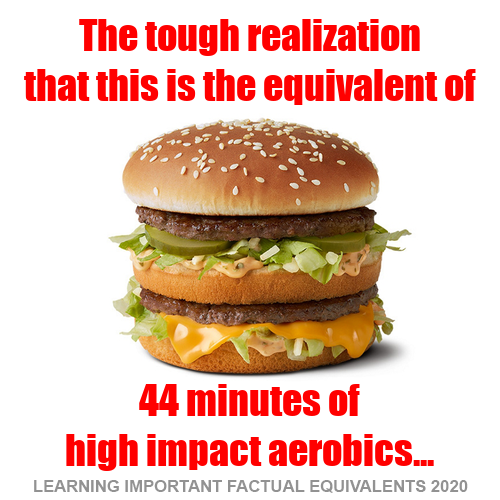 The tough realization
that this is the equivalent of
44 minutes of
high impact aerobics...
LEARNING IMPORTANT FACTUAL EQUIVALENTS 2020